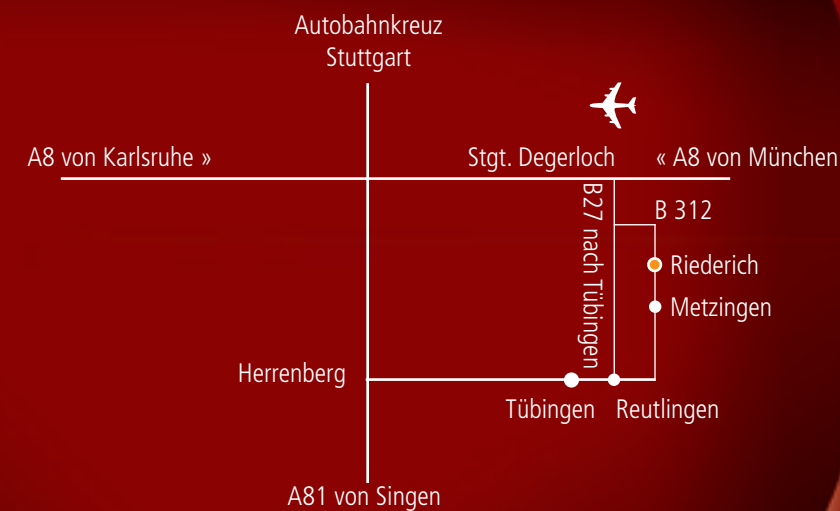 Autobahnkreuz
Stuttgart
A8 von Karlsruhe »
Stgt. Degerloch
« A8 von München
B27 nach Tübingen
B 312
Riederich
Metzingen
Herrenberg
Tübingen
Reutlingen
A81 von Singen